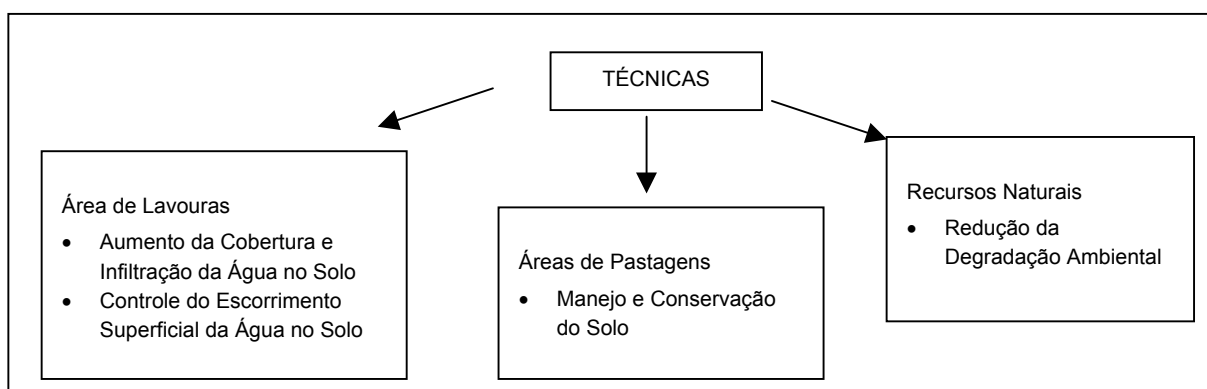 TÉCNICAS
Área de Lavouras
• Aumento da Cobertura e
Infiltração da Água no Solo
• Controle do Escorrimento
Superficial da Água no Solo
Áreas de Pastagens
• Manejo e Conservação
do Solo
Recursos Naturais
• Redução da
Degradação Ambiental